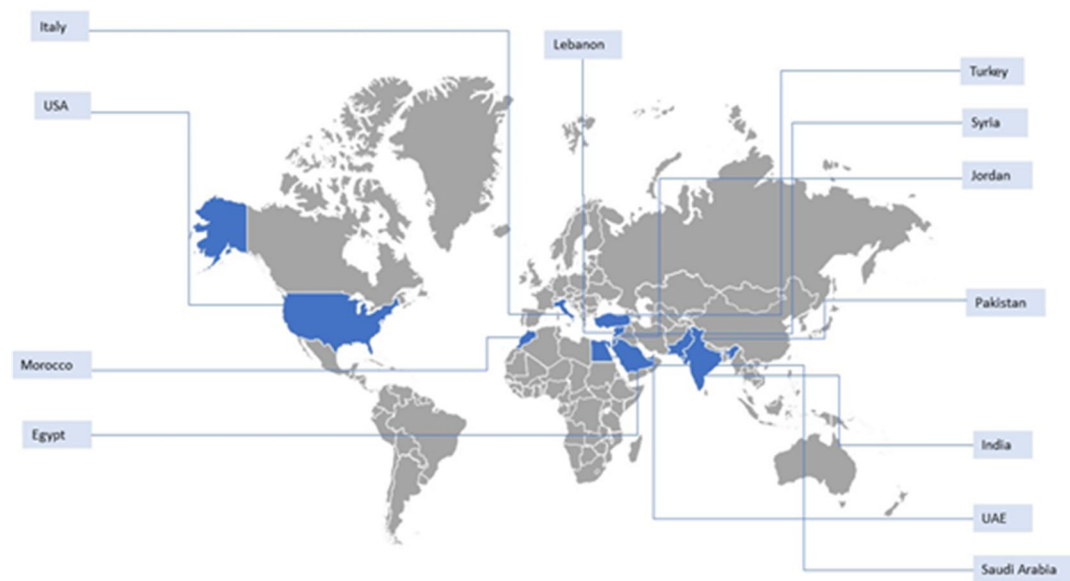 Italy
Lebanon
Turkey
USA
Syria
Jordan
Pakistan
Morocco
Egypt
India
UAE
Saudi Arabia